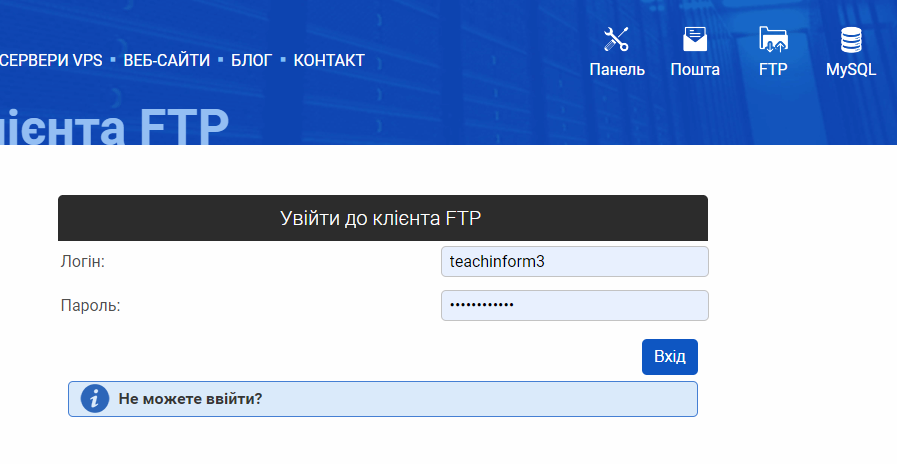 СЕРВЕРИ VPS ▪ ВЕБ-САЙТИ ▪ БЛОГ ▪ КОНТАКТ
Панель Пошта FTP MySQL
лієнта FTP
Увійти до клієнта FTP
Логін: teachinform3
Пароль: ••••••••••••
Вхід
Не можете ввійти?